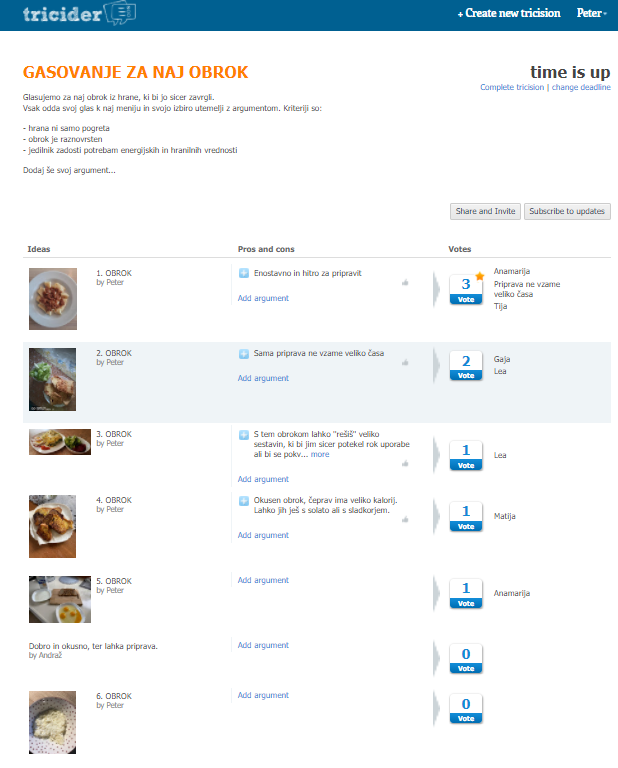 tricider
+ Create new tricision
Peter
GASOVANJE ZA NAJ OBROK
time is up
Complete tricision | change deadline
Glasujemo za naj obrok iz hrane, ki bi jo sicer zavrgli.
Vsak odda svoj glas k naj meniju in svojo izbiro utemelji z argumentom. Kriteriji so:
- hrana ni samo pogreta
- obrok je raznovrsten
- jedilnik zadosti potrebam energijskih in hranilnih vrednosti
Dodaj še svoj argument...
Share and Invite
Subscribe to updates
Ideas
Pros and cons
Votes
1. OBROK
by Peter
Enostavno in hitro za pripravit
Add argument
3
Vote
Anamarija
Priprava ne vzame
veliko časa
Tija
2. OBROK
by Peter
Sama priprava ne vzame veliko časa
Add argument
2
Vote
Gaja
Lea
3. OBROK
by Peter
S tem obrokom lahko "rešiš" veliko
sestavin, ki bi jim sicer potekel rok uporabe
ali bi se pokv... more
Add argument
1
Vote
Lea
4. OBROK
by Peter
Okusen obrok, čeprav ima veliko kalorij.
Lahko jih ješ s solato ali s sladkorjem.
Add argument
1
Vote
Matija
5. OBROK
by Peter
Add argument
1
Vote
Anamarija
Dobro in okusno, ter lahka priprava.
by Andraž
Add argument
0
Vote
6. OBROK
by Peter
Add argument
0
Vote